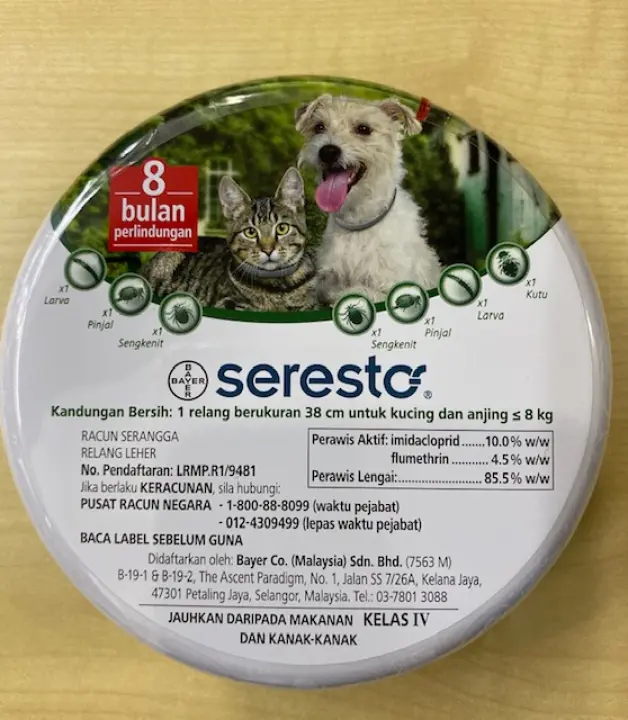 8
bulan
perlindungan
x1
Larva
x1
Pinjal
x1
Sengkenit
x1
Sengkenit
x1
Pinjal
x1
Larva
x1
Kutu
BAYER
BAYER
seresto®
Kandungan Bersih: 1 relang berukuran 38 cm untuk kucing dan anjing ≤ 8 kg
RACUN SERANGGA
RELANG LEHER
No. Pendaftaran: LRMP.R1/9481
Jika berlaku KERACUNAN, sila hubungi:
Perawis Aktif: imidacloprid......10.0% w/w
flumethrin..........4.5% w/w
Perawis Lengai:..........................85.5% w/w
PUSAT RACUN NEGARA - 1-800-88-8099 (waktu pejabat)
- 012-4309499 (lepas waktu pejabat)
BACA LABEL SEBELUM GUNA
Didaftarkan oleh: Bayer Co. (Malaysia) Sdn. Bhd. (7563 M)
B-19-1 & B-19-2, The Ascent Paradigm, No. 1, Jalan SS 7/26A, Kelana Jaya,
47301 Petaling Jaya, Selangor, Malaysia. Tel.: 03-7801 3088
JAUHKAN DARIPADA MAKANAN KELAS IV
DAN KANAK-KANAK